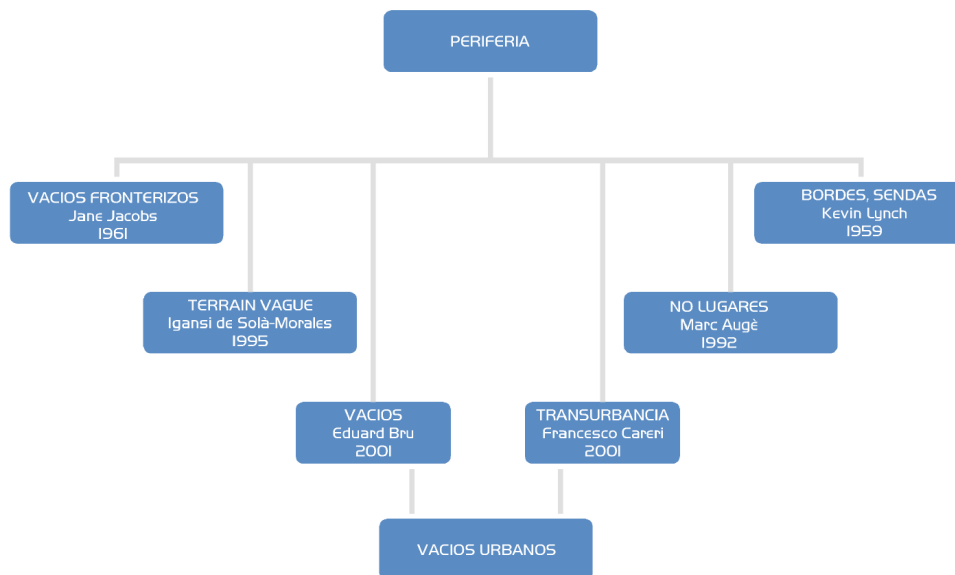 PERIFERIA
VACIOS FRONTERIZOS
Jane Jacobs
1961
BORDES, SENDAS
Kevin Lynch
1959
TERRAIN VAGUE
Igansi de Solà-Morales
1995
NO LUGARES
Marc Augè
1992
VACIOS
Eduard Bru
2001
TRANSURBANCIA
Francesco Careri
2001
VACIOS URBANOS